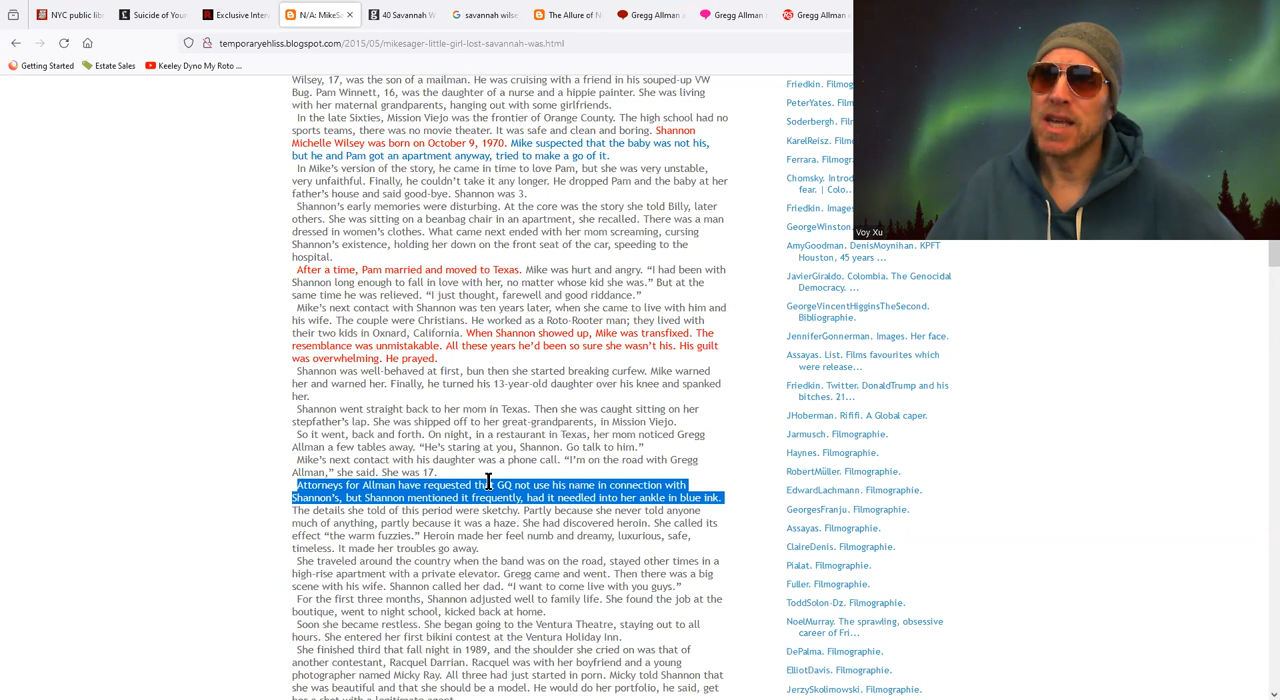 NYC public lib
Suicide of You
Exclusive Inter
N/A: MikeSa
40 Savannah W
savannah wilse
The Allure of N
Gregg Allman
Gregg Allman
Gregg Allman
temporaryehliss.blogspot.com/2015/05/mikesager-little-girl-lost-savannah-was.html
Getting Started
Estate Sales
Keeley Dyno My Roto ...
Wilsey, 17, was the son of a mailman. He was cruising with a friend in his souped-up VW
Bug. Pam Winnett, 16, was the daughter of a nurse and a hippie painter. She was living
with her maternal grandparents, hanging out with some girlfriends.
In the late Sixties, Mission Viejo was the frontier of Orange County. The high school had no
sports teams, there was no movie theater. It was safe and clean and boring. Shannon
Michelle Wilsey was born on October 9, 1970. Mike suspected that the baby was not his,
but he and Pam got an apartment anyway, tried to make a go of it.
In Mike's version of the story, he came in time to love Pam, but she was very unstable,
very unfaithful. Finally, he couldn't take it any longer. He dropped Pam and the baby at her
father's house and said good-bye. Shannon was 3.
Shannon's early memories were disturbing. At the core was the story she told Billy, later
others. She was sitting on a beanbag chair in an apartment, she recalled. There was a man
dressed in women's clothes. What came next ended with her mom screaming, cursing
Shannon's existence, holding her down on the front seat of the car, speeding to the
hospital.
After a time, Pam married and moved to Texas. Mike was hurt and angry. "I had been with
Shannon long enough to fall in love with her, no matter whose kid she was." But at the
same time he was relieved. "I just thought, farewell and good riddance."
Mike's next contact with Shannon was ten years later, when she came to live with him and
his wife. The couple were Christians. He worked as a Roto-Rooter man; they lived with
their two kids in Oxnard, California. When Shannon showed up, Mike was transfixed. The
resemblance was unmistakable. All these years he'd been so sure she wasn't his. His guilt
was overwhelming. He prayed.
Shannon was well-behaved at first, bun then she started breaking curfew. Mike warned
her and warned her. Finally, he turned his 13-year-old daughter over his knee and spanked
her.
Shannon went straight back to her mom in Texas. Then she was caught sitting on her
stepfather's lap. She was shipped off to her great-grandparents, in Mission Viejo.
So it went, back and forth. On night, in a restaurant in Texas, her mom noticed Gregg
Allman a few tables away. "He's staring at you, Shannon. Go talk to him."
Mike's next contact with his daughter was a phone call. "I'm on the road with Gregg
Allman," she said. She was 17.
Attorneys for Allman have requested that GQ not use his name in connection with
Shannon's, but Shannon mentioned it frequently, had it needled into her ankle in blue ink.
The details she told of this period were sketchy. Partly because she never told anyone
much of anything, partly because it was a haze. She had discovered heroin. She called its
effect "the warm fuzzies." Heroin made her feel numb and dreamy, luxurious, safe,
timeless. It made her troubles go away.
She traveled around the country when the band was on the road, stayed other times in a
high-rise apartment with a private elevator. Gregg came and went. Then there was a big
scene with his wife. Shannon called her dad. "I want to come live with you guys."
For the first three months, Shannon adjusted well to family life. She found the job at the
boutique, went to night school, kicked back at home.
Soon she became restless. She began going to the Ventura Theatre, staying out to all
hours. She entered her first bikini contest at the Ventura Holiday Inn.
She finished third that fall night in 1989, and the shoulder she cried on was that of
another contestant, Racquel Darrian. Racquel was with her boyfriend and a young
photographer named Micky Ray. All three had just started in porn. Micky told Shannon that
she was beautiful and that she should be a model. He would do her portfolio, he said, get
her a shot with a legitimate agent.
Friedkin. Filmogr
PeterYates. Film
Soderbergh. Fil
KarelReisz. Film
Ferrara. Filmogra
Chomsky. Introd
fear. | Colo..
Friedkin. Images
GeorgeWinston.
AmyGoodman. DenisMoynihan. KPFT
Houston, 45 years ...
JavierGiraldo. Colombia. The Genocidal
Democracy. ...
GeorgeVincentHigginsTheSecond.
Bibliographie.
JenniferGonnerman. Images. Her face.
Assayas. List. Films favourites which
were release...
Friedkin. Twitter. DonaldTrump and his
bitches. 21...
JHoberman. Rififi. A Global caper.
Jarmusch. Filmographie.
Haynes. Filmographie.
RobertMüller. Filmographie.
EdwardLachmann. Filmographie.
GeorgesFranju. Filmographie.
Assayas. Filmographie.
ClaireDenis. Filmographie.
Pialat. Filmographie.
Fuller. Filmographie.
ToddSolon-Dz. Filmographie.
NoelMurray. The sprawling, obsessive
career of Fri...
DePalma. Filmographie.
ElliotDavis. Filmographie.
JerzySkolimowski. Filmographie.
Voy Xu